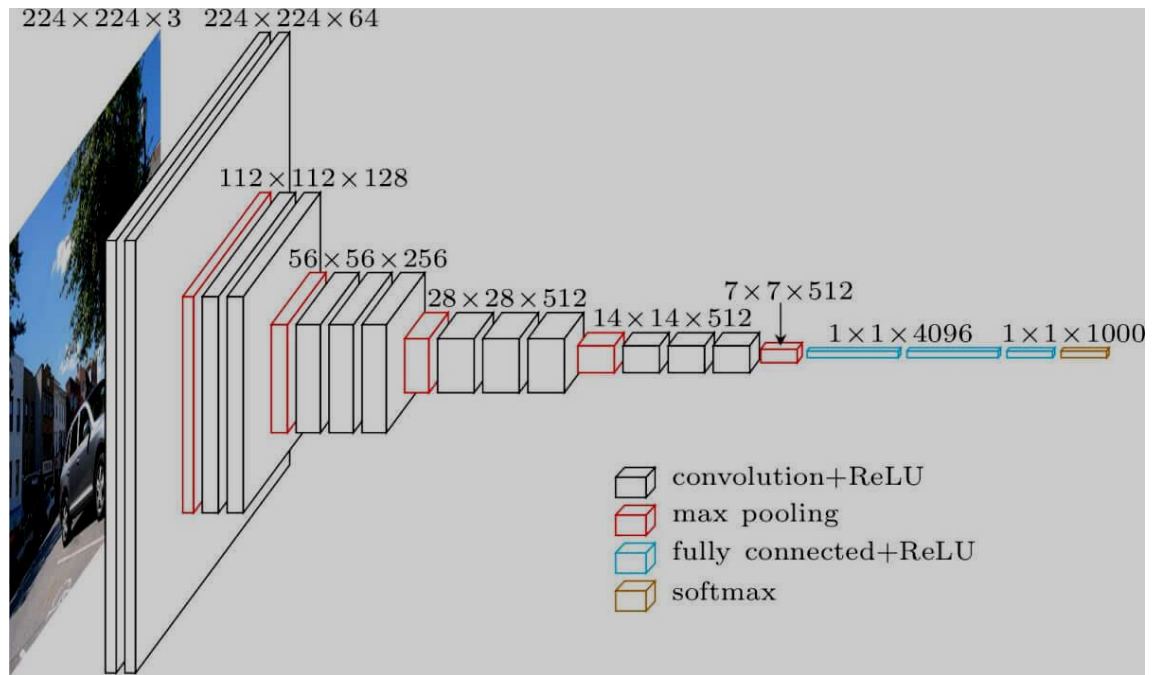 224×224×3
224×224×64
112×112×128
56×56×256
28×28×512
14×14×512
7×7×512
1×1×4096
1×1×1000
convolution+ReLU
max pooling
fully connected+ReLU
softmax